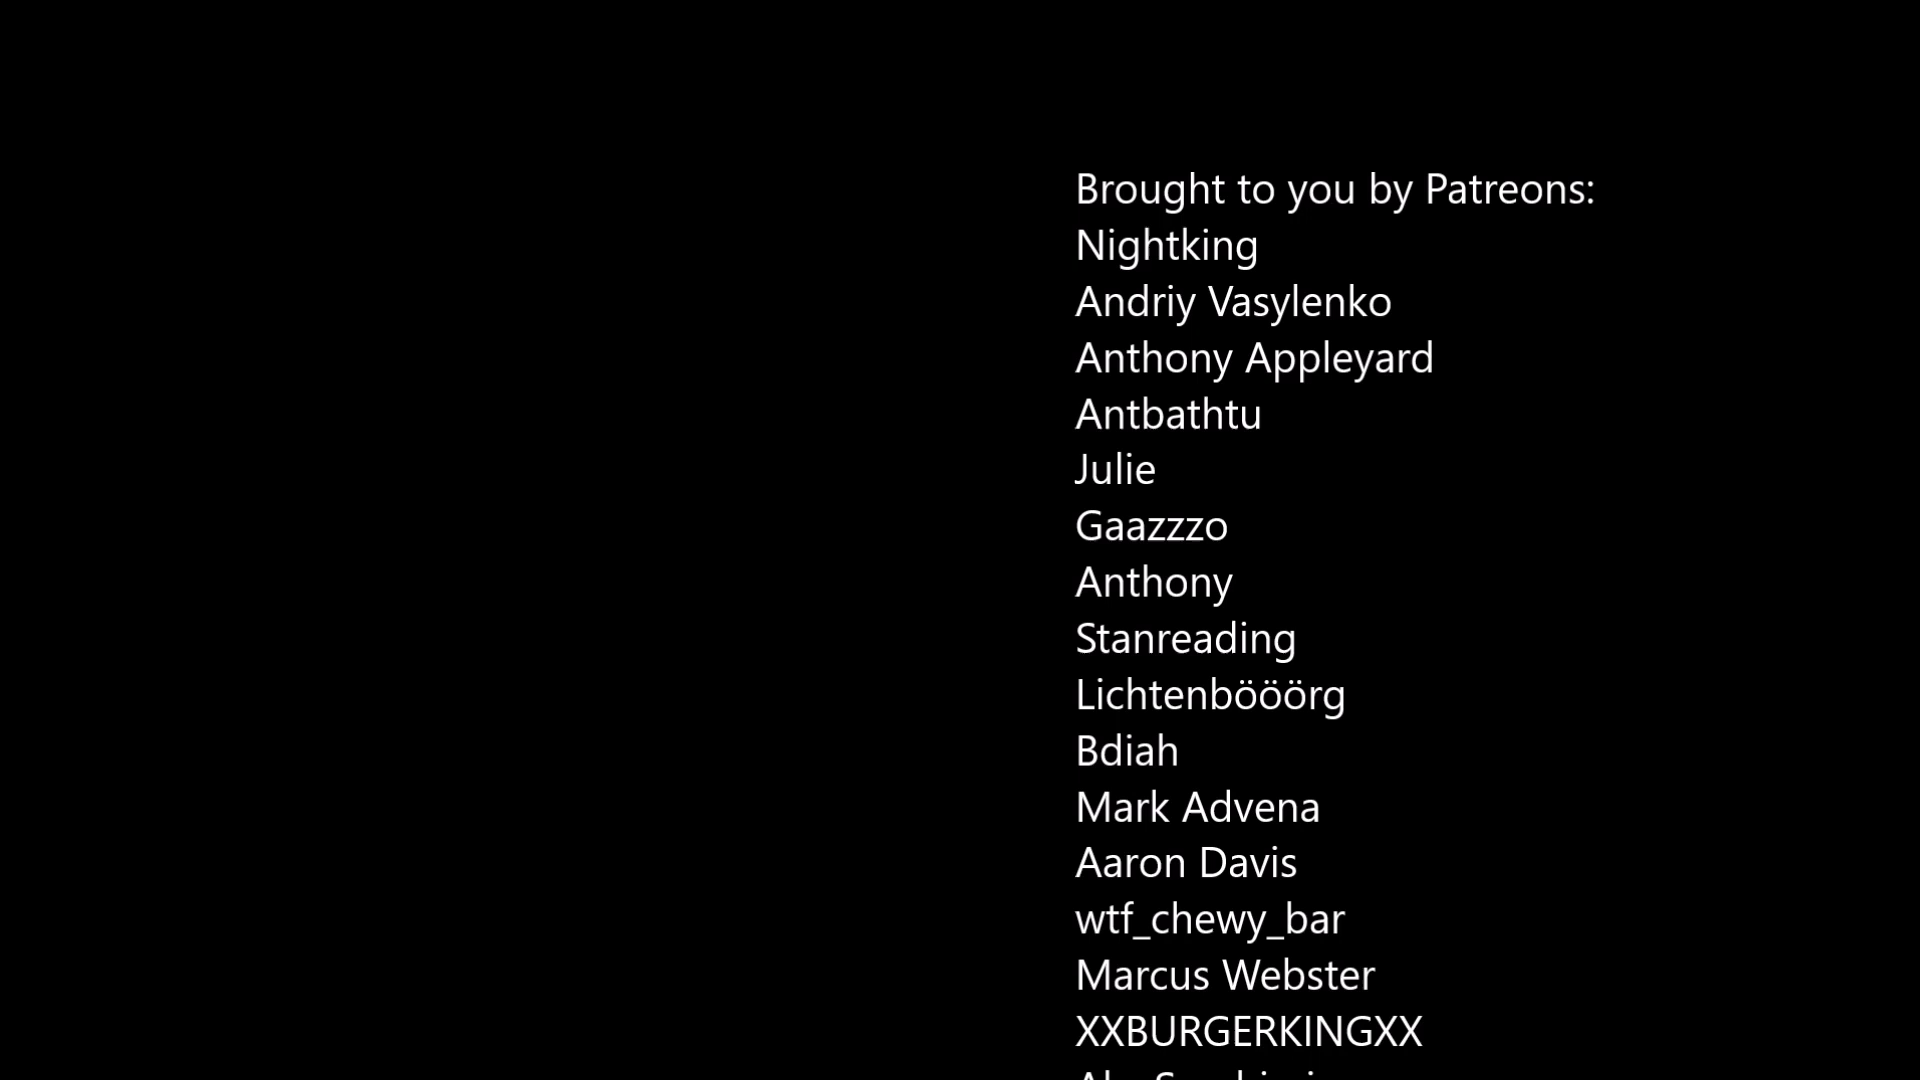 Brought to you by Patreons:
Nightking
Andriy Vasylenko
Anthony Appleyard
Antbathtu
Julie
Gaazzzo
Anthony
Stanreading
Lichtenbööörg
Bdiah
Mark Advena
Aaron Davis
wtf_chewy_bar
Marcus Webster
XXBURGERKINGXX